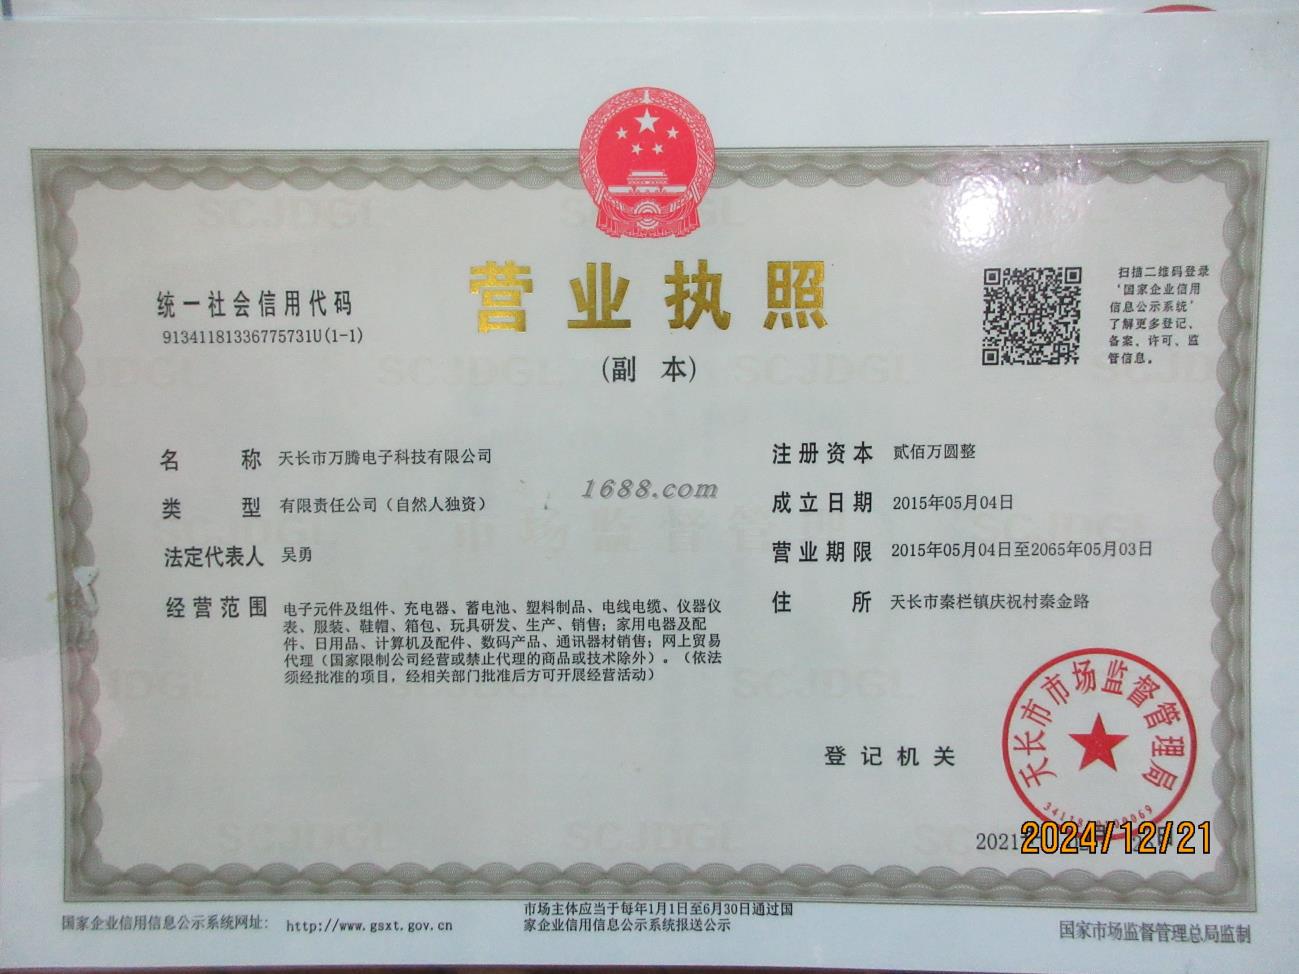 营业执照
(副 本)
统一社会信用代码
91341181336775731U(1-1)
扫描二维码登录
‘国家企业信用
信息公示系统’
了解更多登记、
备案、许可、监
管信息。
名 称 天长市万腾电子科技有限公司
类 型 有限责任公司（自然人独资）
法定代表人 吴勇
经营范围 电子元件及组件、充电器、蓄电池、塑料制品、电线电缆、仪器仪
表、服装、鞋帽、箱包、玩具研发、生产、销售；家用电器及配
件、日用品、计算机及配件、数码产品、通讯器材销售；网上贸易
代理（国家限制公司经营或禁止代理的商品或技术除外）。（依法
须经批准的项目，经相关部门批准后方可开展经营活动）
注册资本 贰佰万圆整
成立日期 2015年05月04日
营业期限 2015年05月04日至2065年05月03日
住 所 天长市秦栏镇庆祝村秦金路
1688.com
登记机关
天长市市场监督管理局
2021
2024/12/21
国家企业信用信息公示系统网址： http://www.gsxt.gov.cn
市场主体应当于每年1月1日至6月30日通过国
家企业信用信息公示系统报送公示
国家市场监督管理总局监制